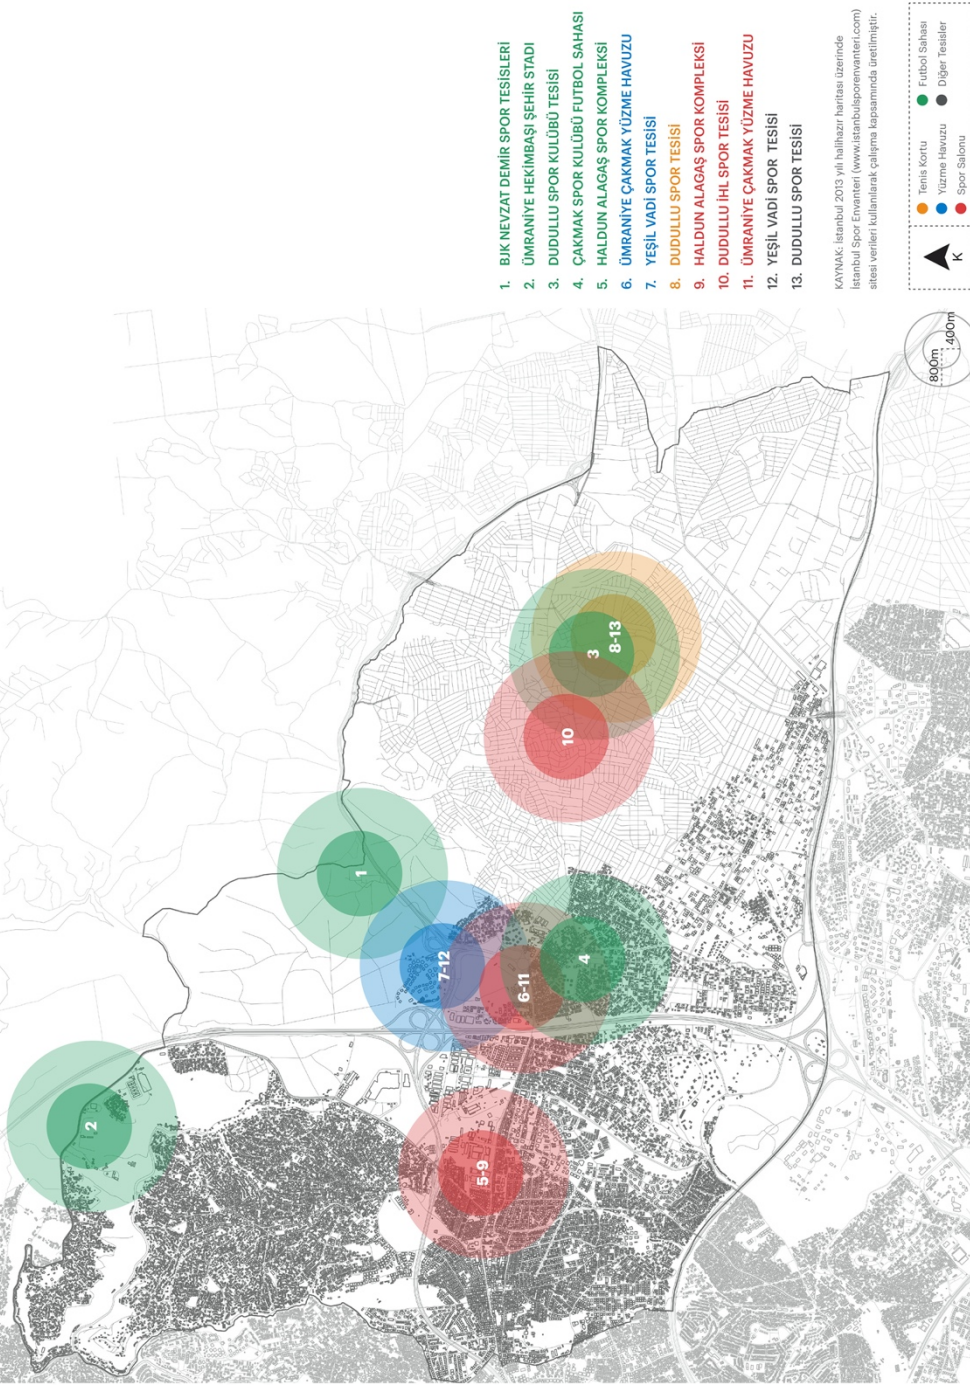 1. BJK NEVZAT DEMİR SPOR TESİSLERİ
2. ÜMRANİYE HEKİMBAŞI ŞEHİR STADI
3. DUDULLU SPOR KULÜBÜ TESİSİ
4. ÇAKMAK SPOR KULÜBÜ FUTBOL SAHASI
5. HALDUN ALAGAŞ SPOR KOMPLEKSİ
6. ÜMRANİYE ÇAKMAK YÜZME HAVUZU
7. YEŞİL VADİ SPOR TESİSİ
8. DUDULLU SPOR TESİSİ
9. HALDUN ALAGAŞ SPOR KOMPLEKSİ
10. DUDULLU İHL SPOR TESİSİ
11. ÜMRANİYE ÇAKMAK YÜZME HAVUZU
12. YEŞİL VADİ SPOR TESİSİ
13. DUDULLU SPOR TESİSİ
KAYNAK: İstanbul 2013 yılı halihazır haritası üzerinde
İstanbul Spor Envanteri (www.istanbulsporenvanteri.com)
sitesi verileri kullanılarak çalışma kapsamında üretilmiştir.
K
Tenis Kortu
Futbol Sahası
Yüzme Havuzu
Diğer Tesisler
Spor Salonu
800m
400m
2
5-9
1
7-12
6-11
4
10
3
8-13